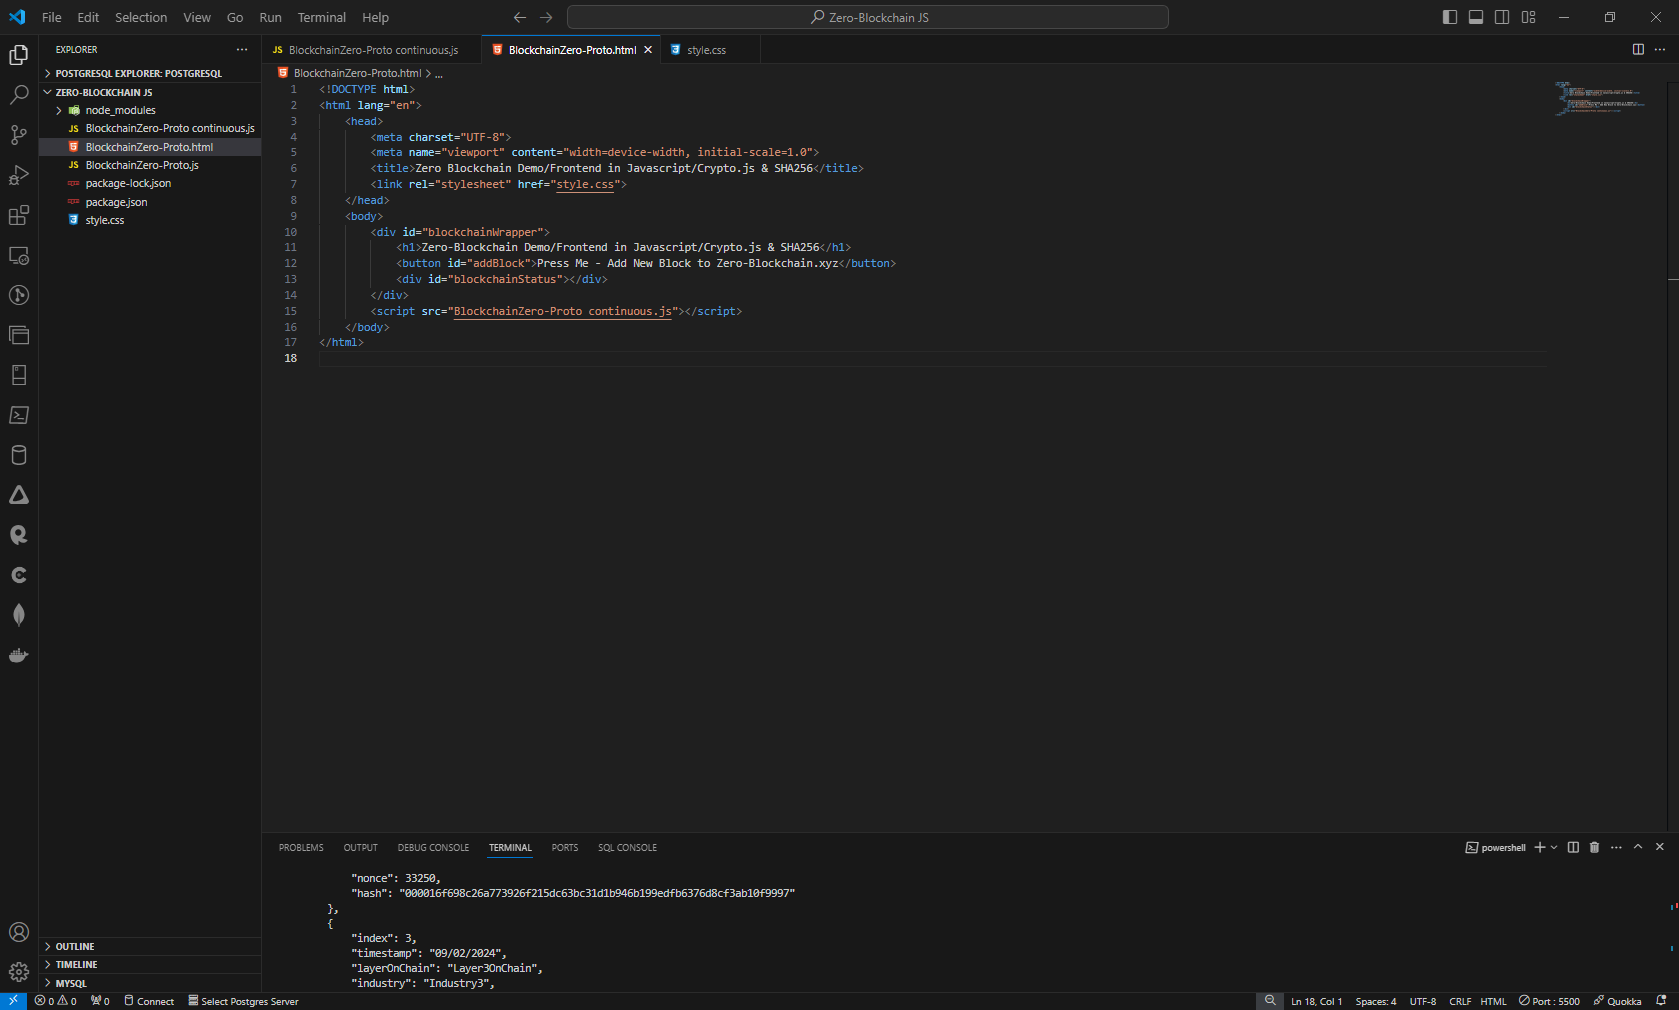 File Edit Selection View Go Run Terminal Help
Zero-Blockchain JS
EXPLORER
POSTGRESQL EXPLORER: POSTGRESQL
ZERO-BLOCKCHAIN JS
node_modules
JS BlockchainZero-Proto continuous.js
BlockchainZero-Proto.html
JS BlockchainZero-Proto.js
package-lock.json
package.json
style.css
OUTLINE
TIMELINE
MYSQL
JS BlockchainZero-Proto continuous.js BlockchainZero-Proto.html style.css
BlockchainZero-Proto.html > ...
1 <!DOCTYPE html>
2 <html lang="en">
3 <head>
4 <meta charset="UTF-8">
5 <meta name="viewport" content="width=device-width, initial-scale=1.0">
6 <title>Zero Blockchain Demo/Frontend in Javascript/Crypto.js & SHA256</title>
7 <link rel="stylesheet" href="style.css">
8 </head>
9 <body>
10 <div id="blockchainWrapper">
11 <h1>Zero-Blockchain Demo/Frontend in Javascript/Crypto.js & SHA256</h1>
12 <button id="addBlock">Press Me - Add New Block to Zero-Blockchain.xyz</button>
13 <div id="blockchainStatus"></div>
14 </div>
15 <script src="BlockchainZero-Proto continuous.js"></script>
16 </body>
17 </html>
18
PROBLEMS OUTPUT DEBUG CONSOLE TERMINAL PORTS SQL CONSOLE
powershell
"nonce": 33250,
"hash": "000016f698c26a773926f215dc63bc31d1b946b199edfb6376d8cf3ab10f9997"
},
{
"index": 3,
"timestamp": "09/02/2024",
"layerOnChain": "Layer3OnChain",
"industry": "Industry3",
0 0 0 Connect Select Postgres Server
Ln 18, Col 1 Spaces: 4 UTF-8 CRLF HTML Port : 5500 Quokka